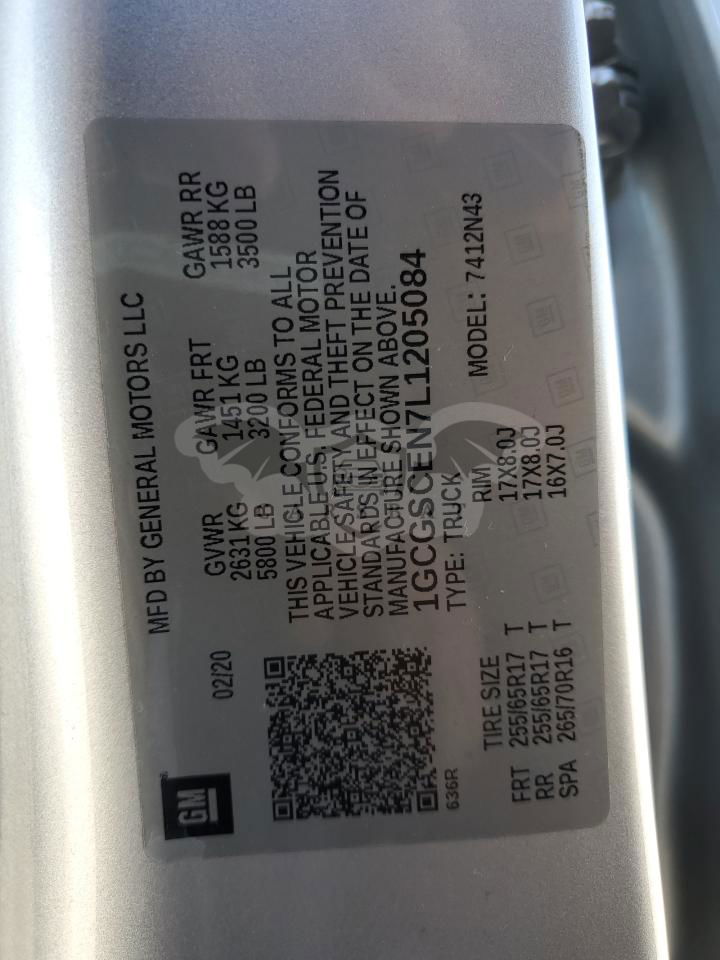 GM
MFD BY GENERAL MOTORS LLC
02/20
GVWR GAWR FRT GAWR RR
2631 KG 1451 KG 1588 KG
5800 LB 3200 LB 3500 LB
THIS VEHICLE CONFORMS TO ALL
APPLICABLE U.S. FEDERAL MOTOR
VEHICLE SAFETY AND THEFT PREVENTION
STANDARDS IN EFFECT ON THE DATE OF
MANUFACTURE SHOWN ABOVE.
1GCGSCEN7L1205084
TYPE: TRUCK MODEL: 7412N43
636R
TIRE SIZE RIM
FRT 255/65R17 T 17X8.0J
RR 255/65R17 T 17X8.0J
SPA 265/70R16 T 16X7.0J